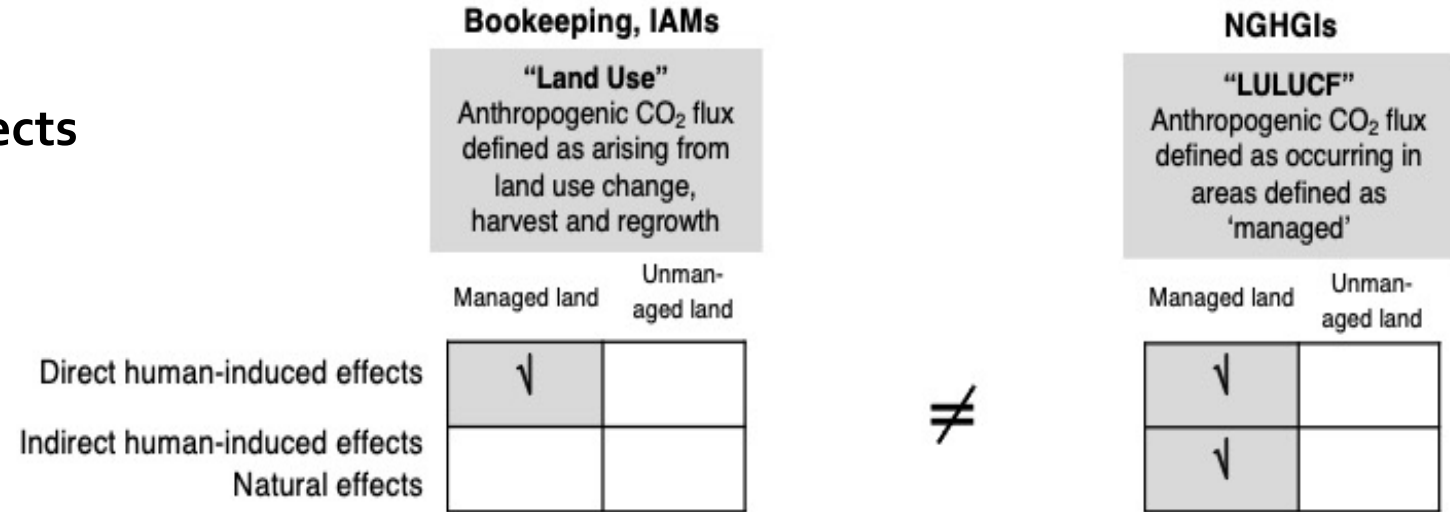 ects
Bookeeping, IAMs
“Land Use”
Anthropogenic CO₂ flux
defined as arising from
land use change,
harvest and regrowth
Managed land
Unman-
aged land
NGHGIs
“LULUCF”
Anthropogenic CO₂ flux
defined as occurring in
areas defined as
‘managed’
Managed land
Unman-
aged land
Direct human-induced effects
√
≠
√
Indirect human-induced effects
Natural effects
√